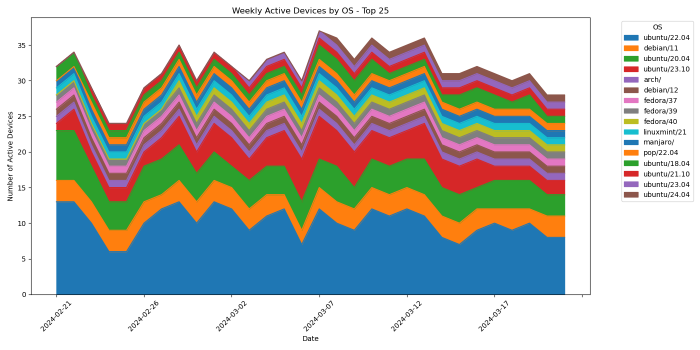 Weekly Active Devices by OS - Top 25
Number of Active Devices
35
30
25
20
15
10
5
0
2024-02-21
2024-02-26
2024-03-02
2024-03-07
2024-03-12
2024-03-17
Date
OS
ubuntu/22.04
debian/11
ubuntu/20.04
ubuntu/23.10
arch/
debian/12
fedora/37
fedora/39
fedora/40
linuxmint/21
manjaro/
pop/22.04
ubuntu/18.04
ubuntu/21.10
ubuntu/23.04
ubuntu/24.04